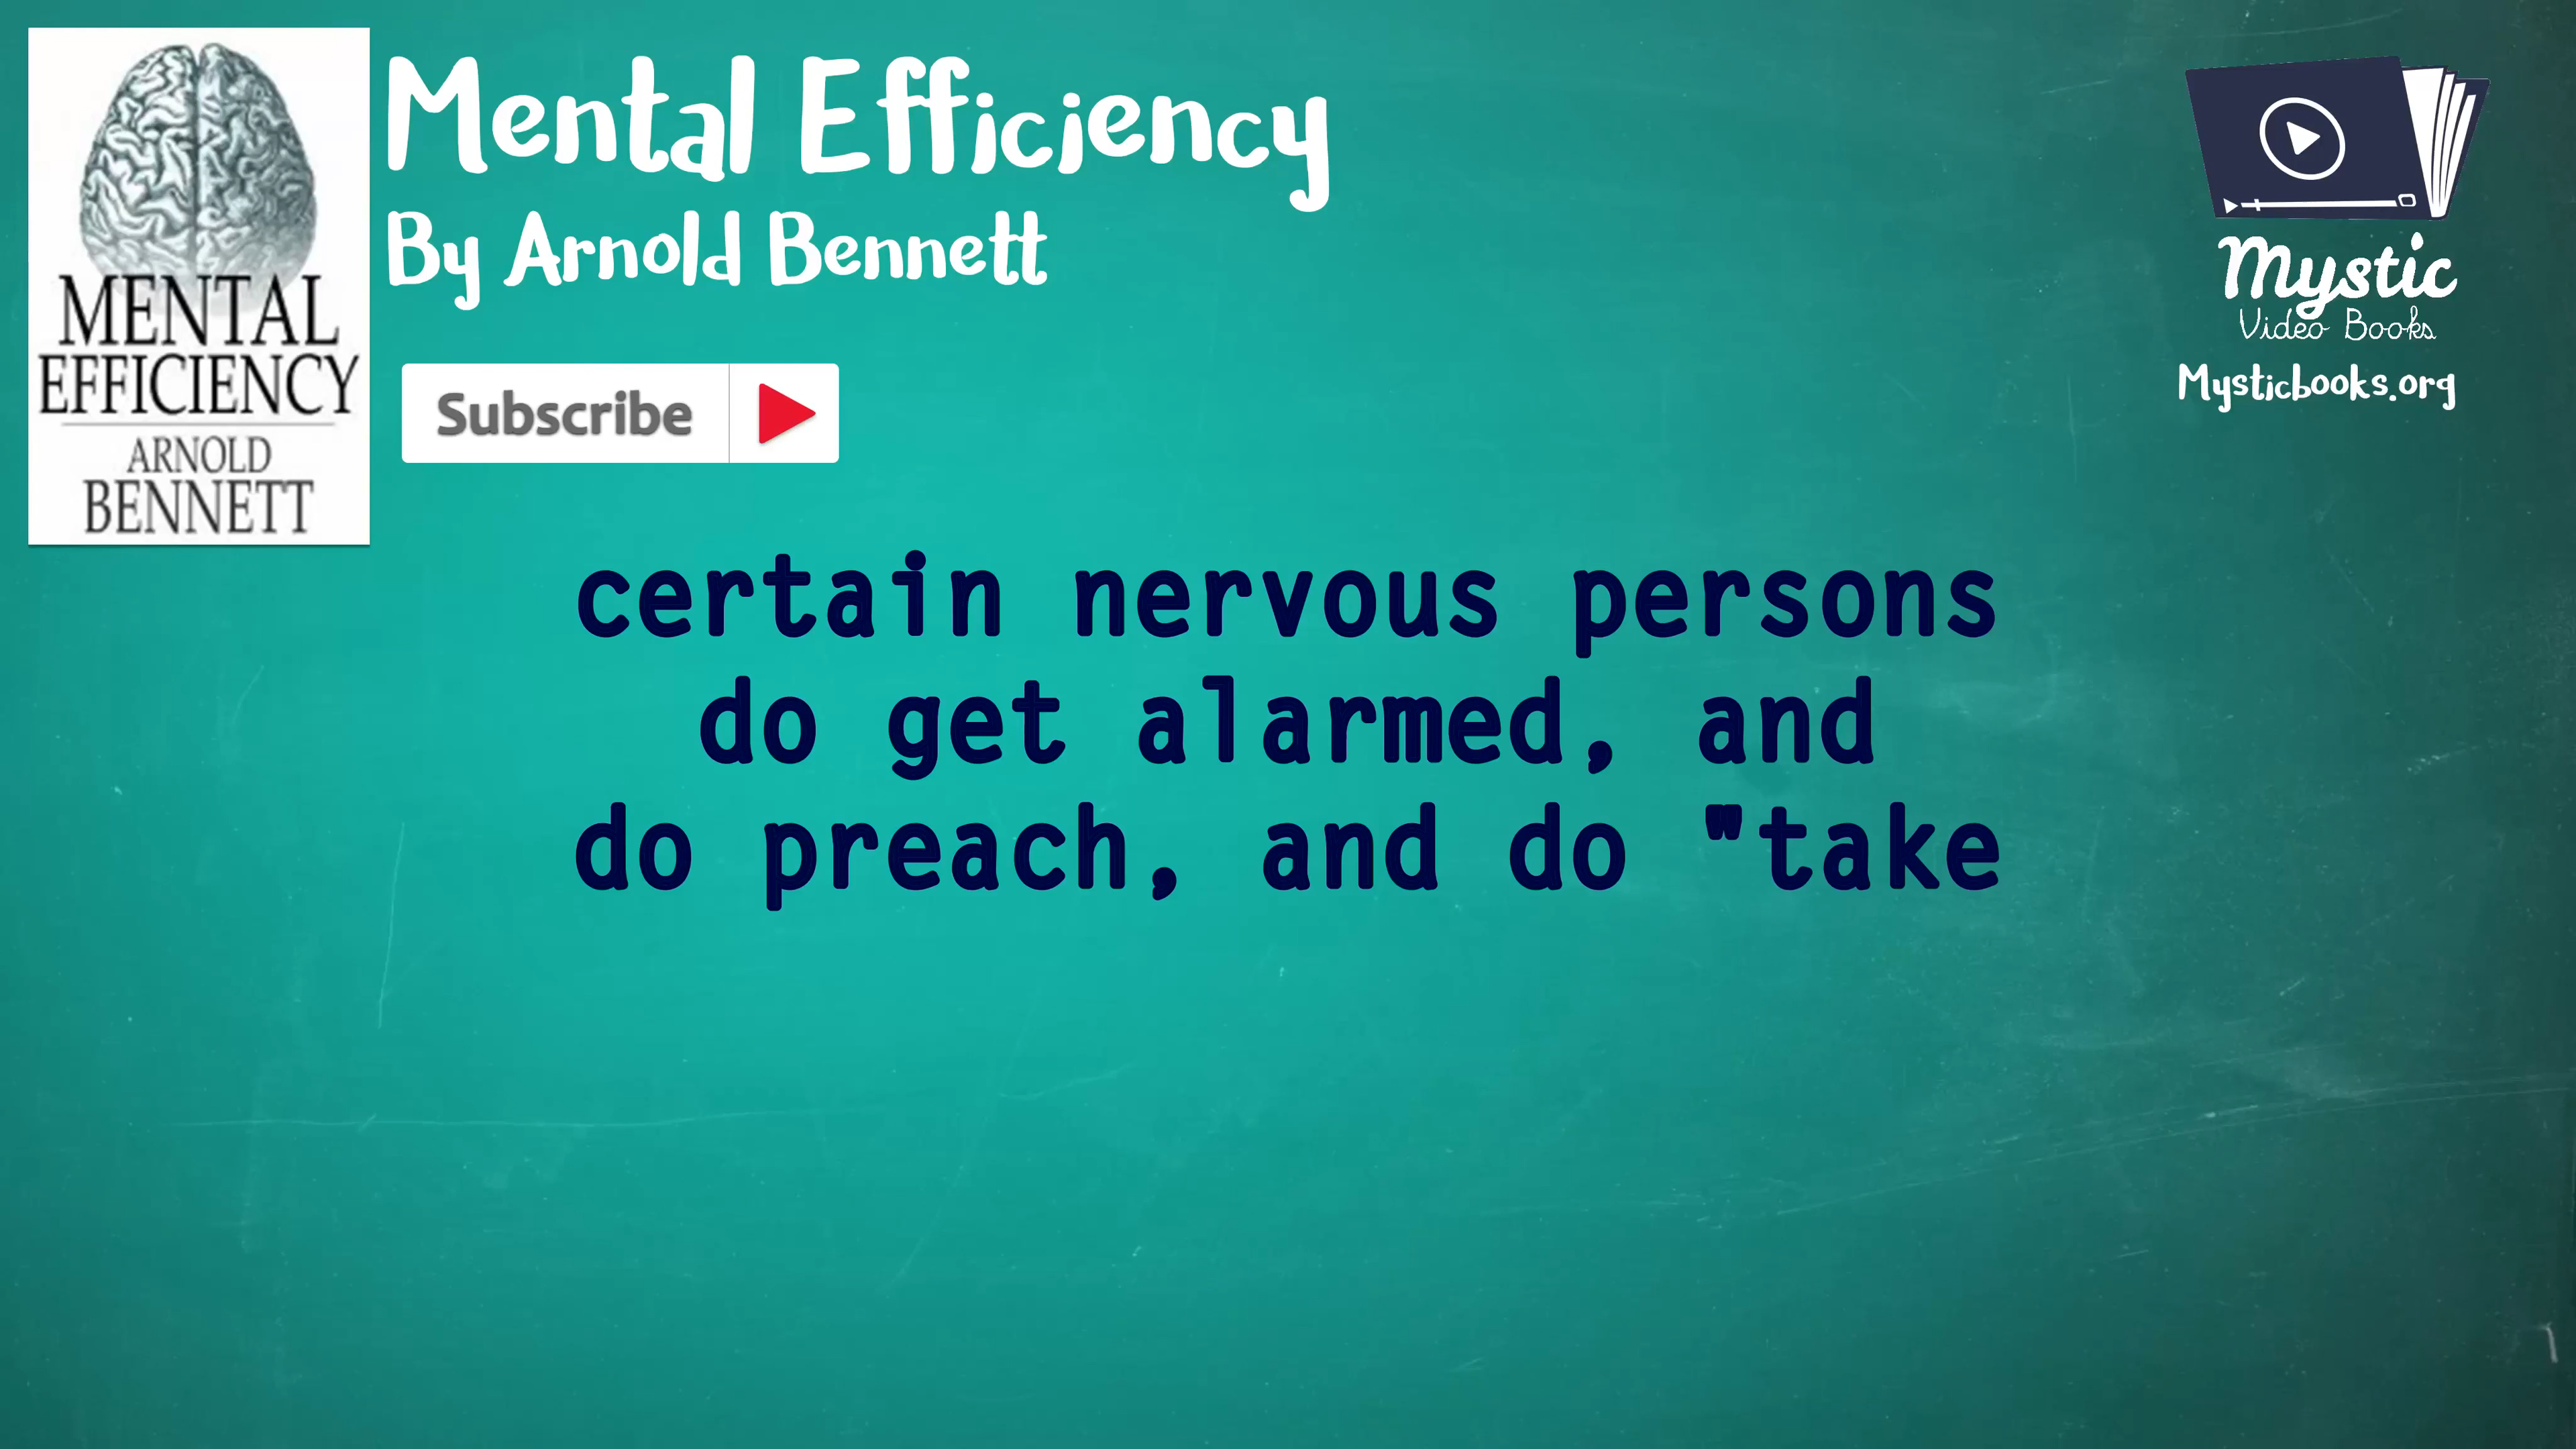 MENTAL
EFFICIENCY
ARNOLD
BENNETT
Mental Efficiency
By Arnold Bennett
Subscribe
Mystic
Video Books
Mysticbooks.org
certain nervous persons
do get alarmed, and
do preach, and do "take